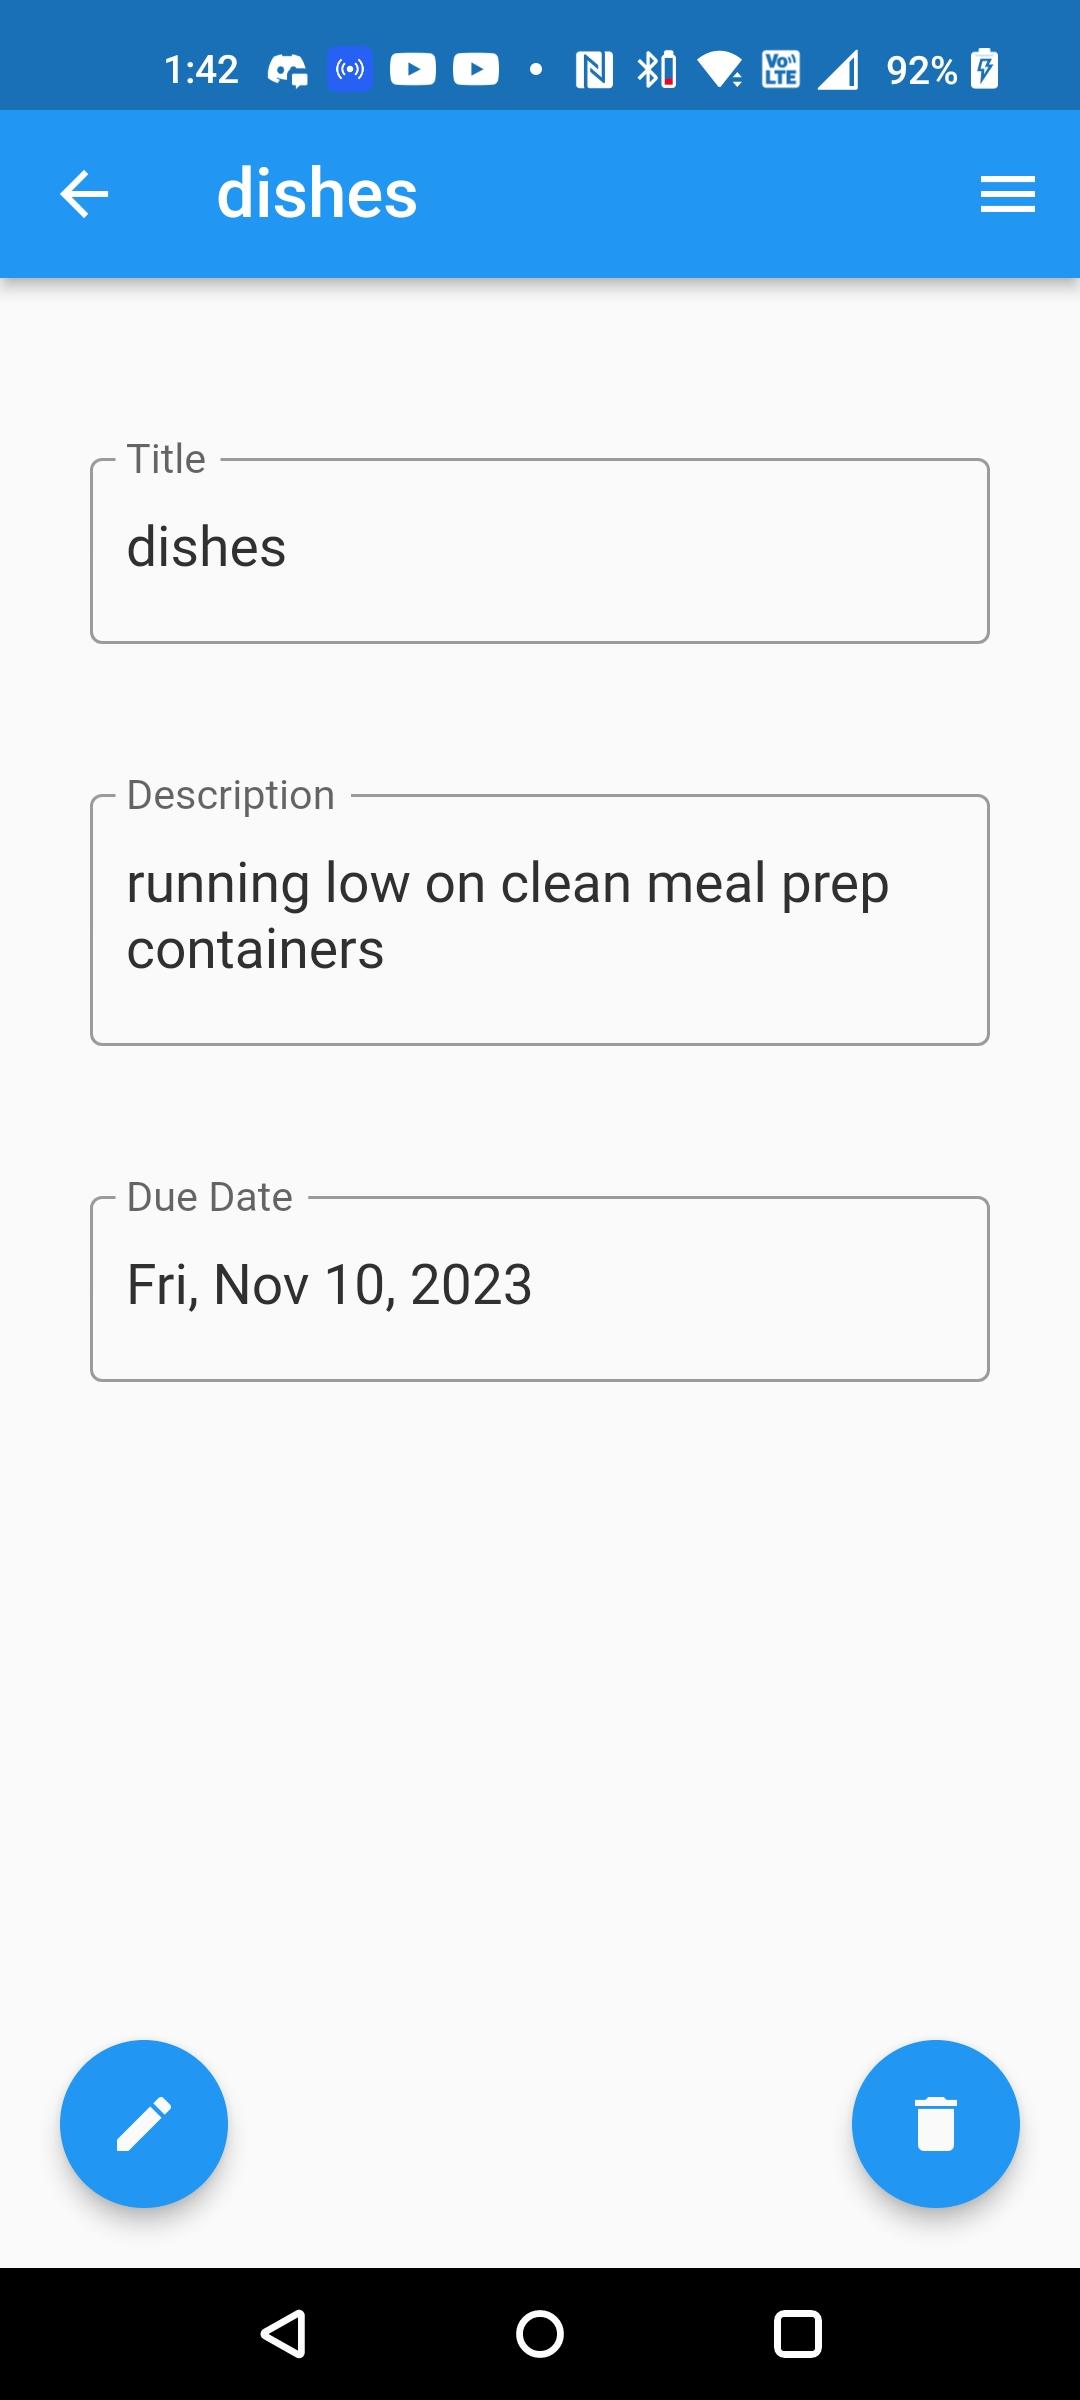 1:42
Vo))
LTE
92%
dishes
Title
dishes
Description
running low on clean meal prep
containers
Due Date
Fri, Nov 10, 2023